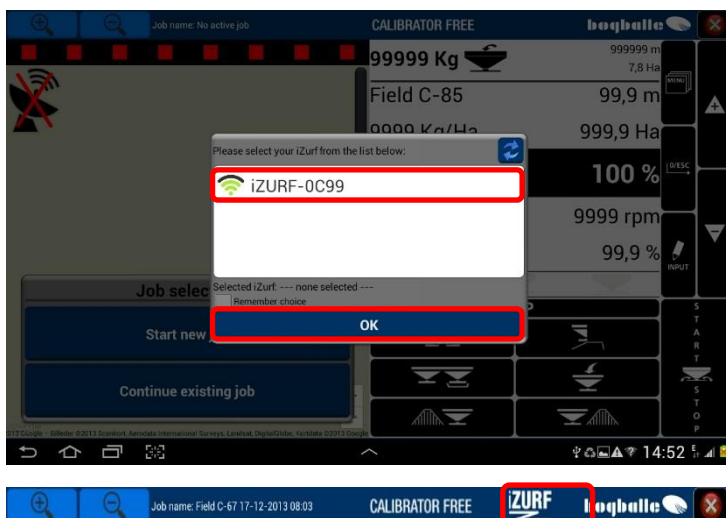 Job name: No active job
CALIBRATOR FREE
bogballe
99999 Kg
999999 m
7,8 Ha
MENU
Field C-85
99,9 m
9999 Kg/Ha
999,9 Ha
Please select your iZurf from the list below:
iZURF-0C99
100 %
0/ESC
9999 rpm
99,9 %
INPUT
Selected iZurf: --- none selected ---
Remember choice
OK
Job selec
Start new
Continue existing job
START
STOP
14:52
Job name: Field C-67 17-12-2013 08:03
CALIBRATOR FREE
iZURF
bogballe